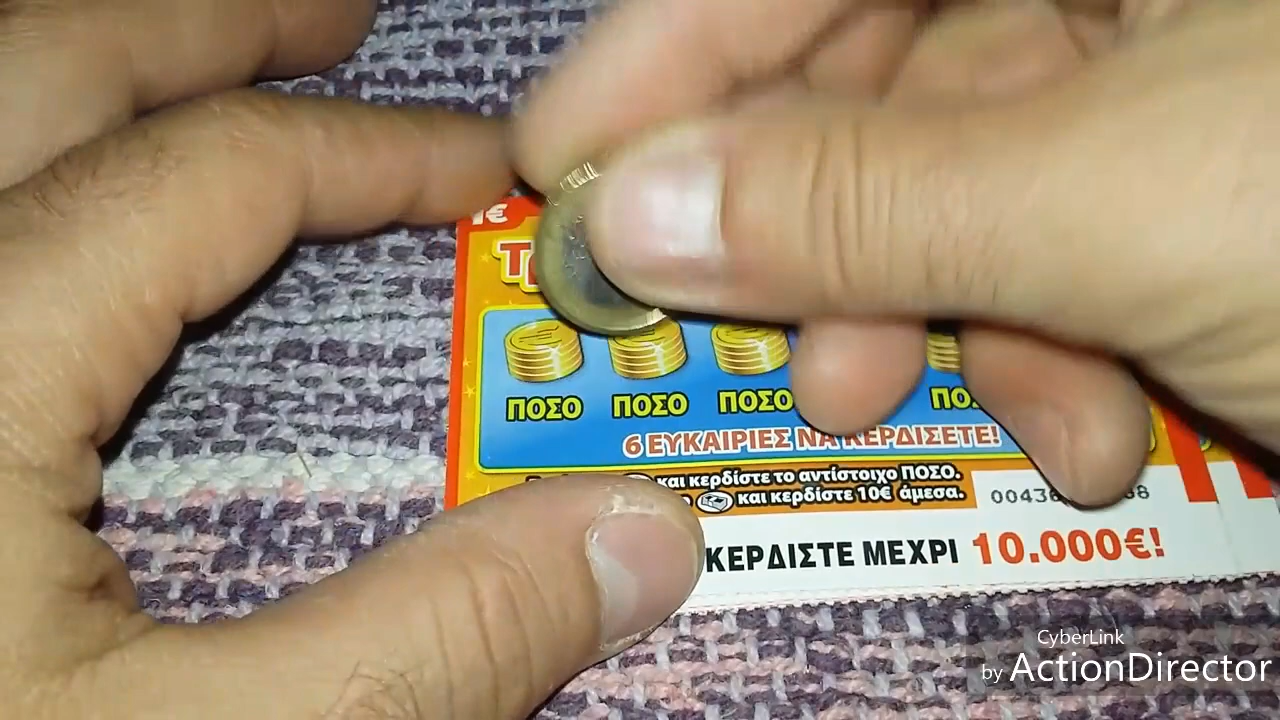 1€
ΠΟΣΟ ΠΟΣΟ ΠΟΣΟ
6 ΕΥΚΑΙΡΙΕΣ ΝΑ ΚΕΡΔΙΣΕΤΕ!
και κερδίστε το αντίστοιχο ΠΟΣΟ.
και κερδίστε 10€ άμεσα.
ΚΕΡΔΙΣΤΕ ΜΕΧΡΙ 10.000€!
CyberLink
by ActionDirector